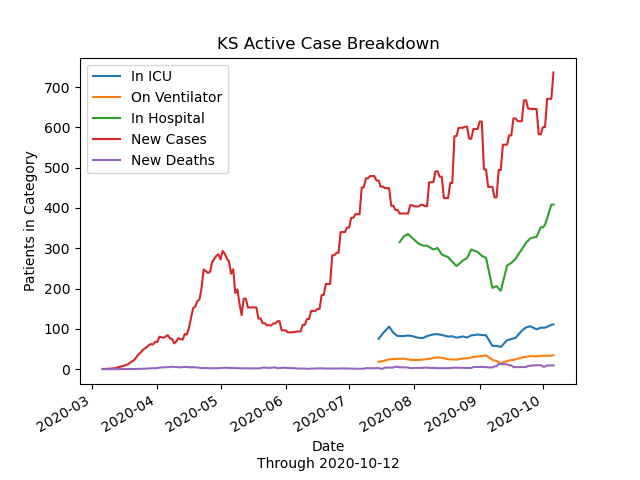 KS Active Case Breakdown
In ICU
On Ventilator
In Hospital
New Cases
New Deaths
Patients in Category
700
600
500
400
300
200
100
0
2020-03
2020-04
2020-05
2020-06
2020-07
2020-08
2020-09
2020-10
Date
Through 2020-10-12